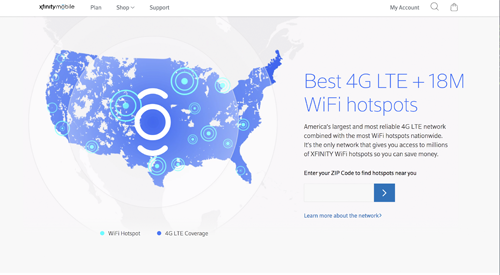 xfinity mobile Plan Shop Support My Account
Best 4G LTE + 18M
WiFi hotspots
America's largest and most reliable 4G LTE network
combined with the most WiFi hotspots nationwide.
It's the only network that gives you access to millions
of XFINITY WiFi hotspots so you can save money.
Enter your ZIP Code to find hotspots near you
Learn more about the network?
WiFi Hotspot 4G LTE Coverage